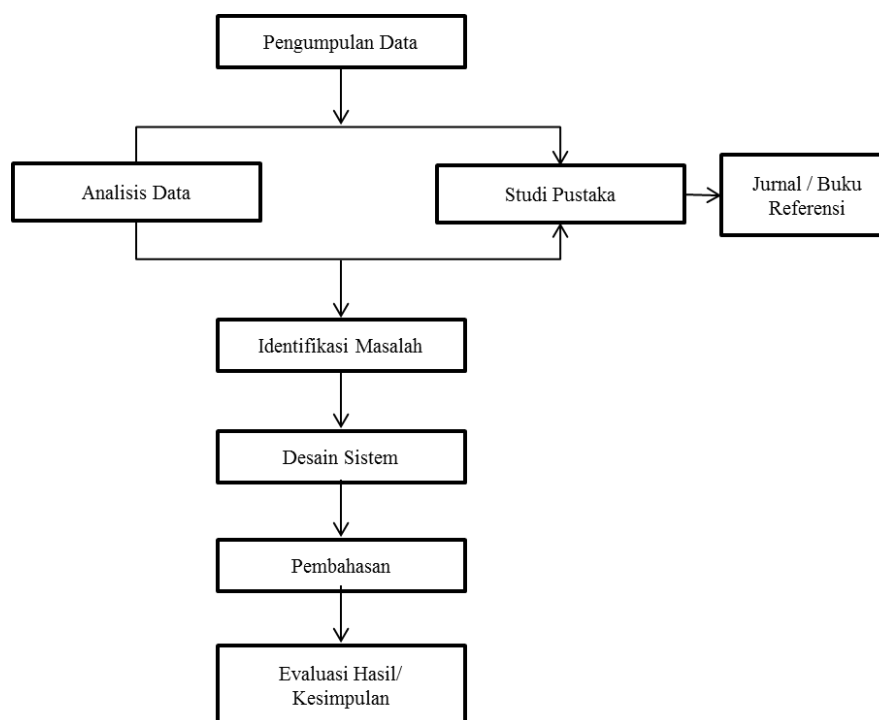 Pengumpulan Data
Analisis Data
Studi Pustaka
Jurnal / Buku
Referensi
Identifikasi Masalah
Desain Sistem
Pembahasan
Evaluasi Hasil/
Kesimpulan